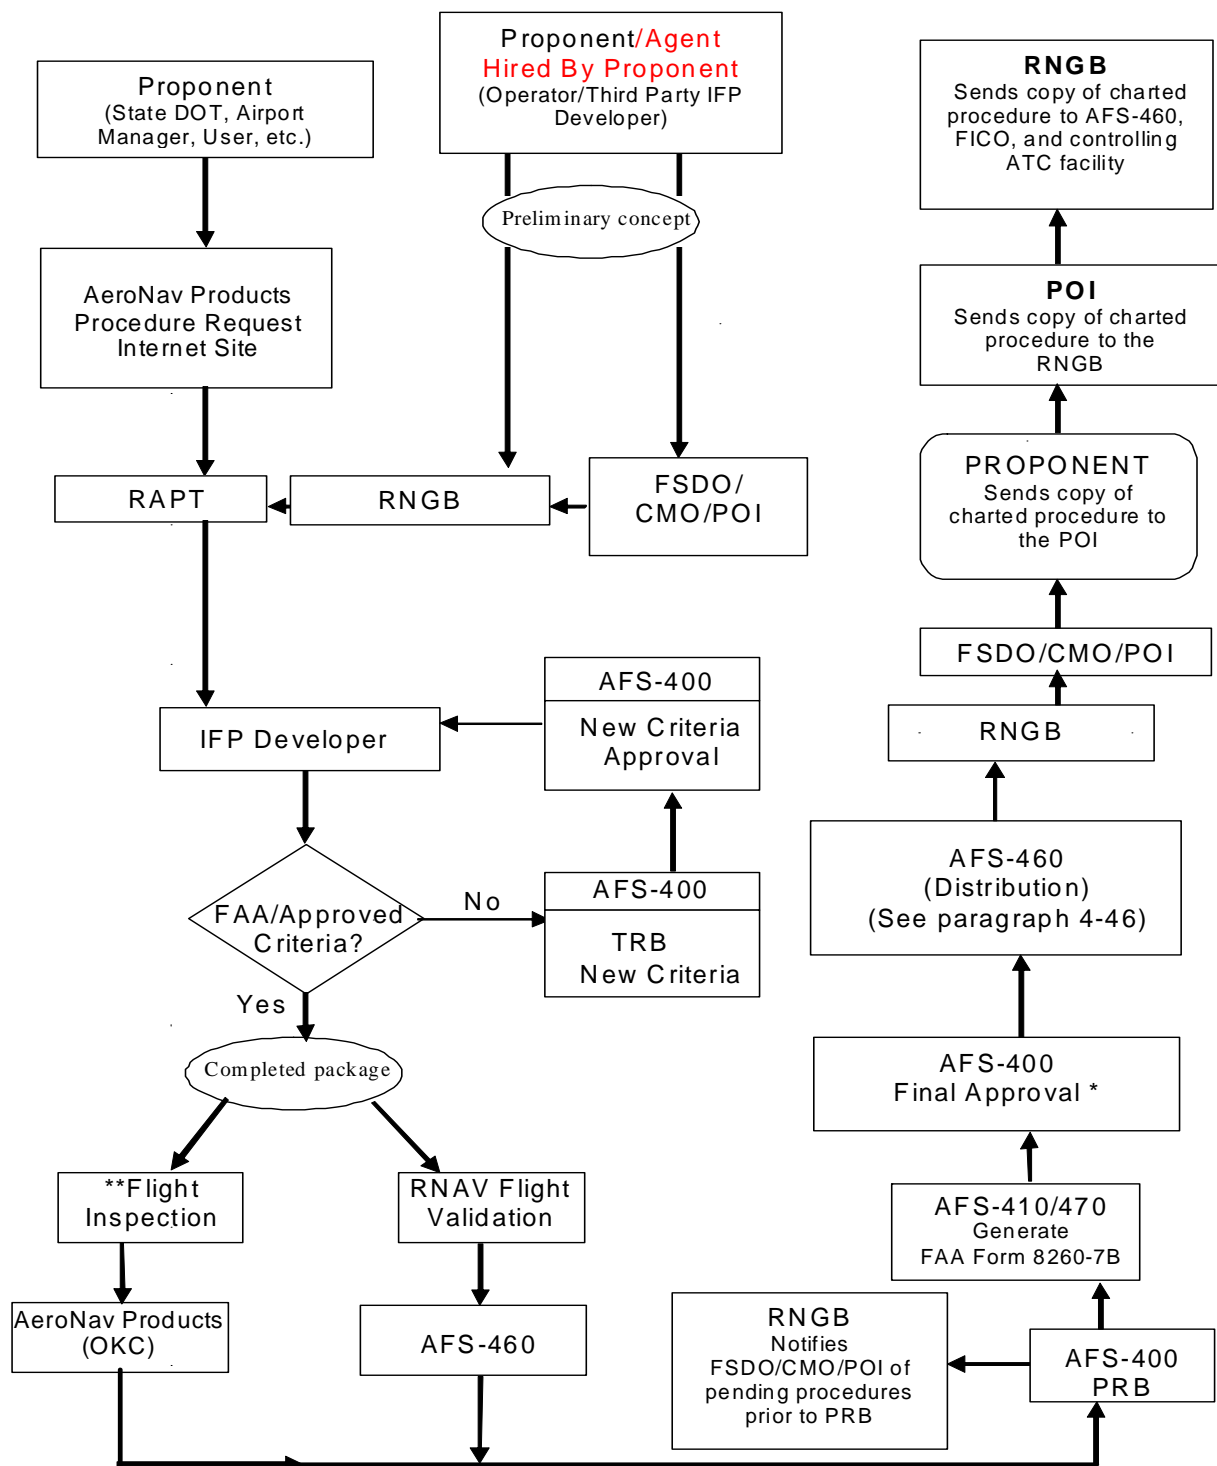 Proponent
(State DOT, Airport
Manager, User, etc.)
Proponent/Agent
Hired By Proponent
(Operator/Third Party IFP
Developer)
Preliminary concept
AeroNav Products
Procedure Request
Internet Site
RAPT
RNGB
FSDO/
CMO/POI
IFP Developer
AFS-400
New Criteria
Approval
FAA/Approved
Criteria?
No
AFS-400
TRB
New Criteria
Yes
Completed package
**Flight
Inspection
RNAV Flight
Validation
AeroNav Products
(OKC)
AFS-460
RNGB
Notifies
FSDO/CMO/POI of
pending procedures
prior to PRB
AFS-400
PRB
AFS-410/470
Generate
FAA Form 8260-7B
AFS-400
Final Approval *
AFS-460
(Distribution)
(See paragraph 4-46)
RNGB
FSDO/CMO/POI
PROPONENT
Sends copy of
charted procedure to
the POI
POI
Sends copy of charted
procedure to the
RNGB
RNGB
Sends copy of charted
procedure to AFS-460,
FICO, and controlling
ATC facility